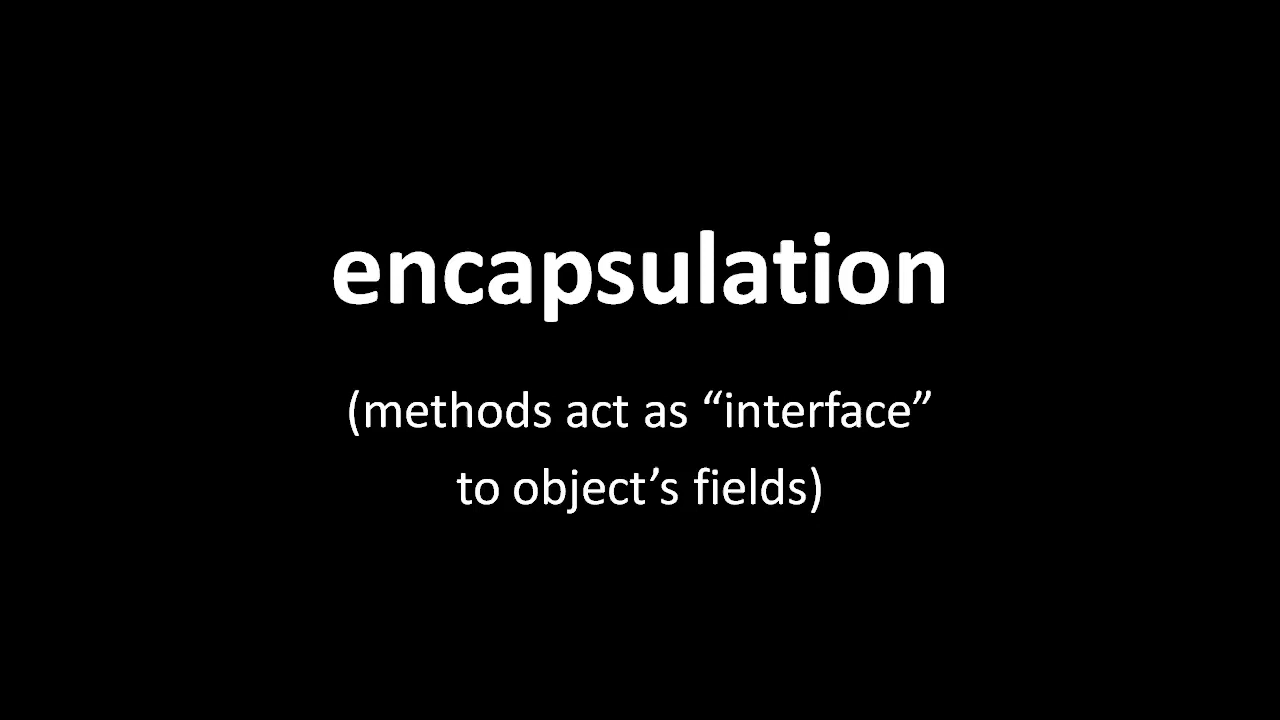 encapsulation
(methods act as “interface”
to object’s fields)